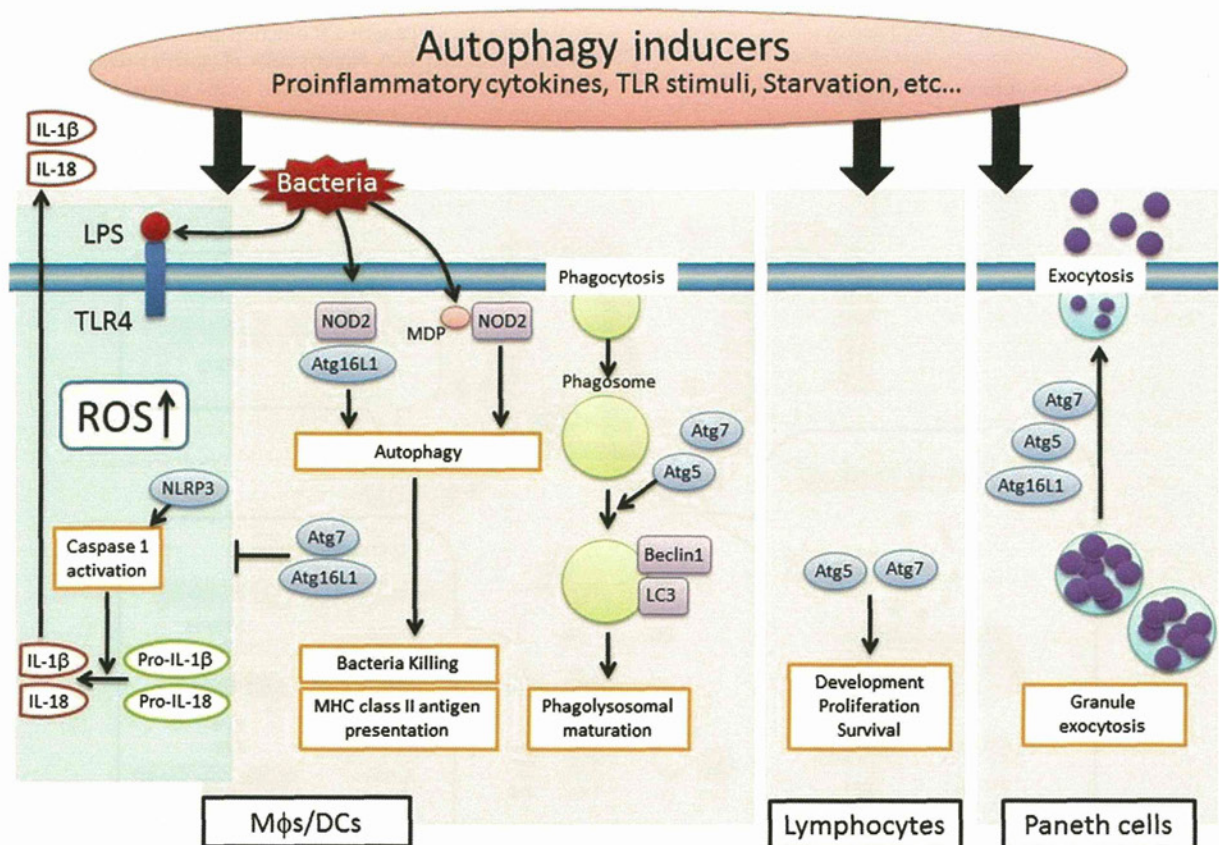 Autophagy inducers
Proinflammatory cytokines, TLR stimuli, Starvation, etc...
IL-1β
IL-18
Bacteria
LPS
TLR4
ROS
NLRP3
Caspase 1
activation
IL-1β
IL-18
Pro-IL-1β
Pro-IL-18
NOD2
Atg16L1
MDP
NOD2
Autophagy
Atg7
Atg16L1
Bacteria Killing
MHC class II antigen
presentation
Phagocytosis
Phagosome
Atg7
Atg5
Beclin1
LC3
Phagolysosomal
maturation
Mϕs/DCs
Atg5
Atg7
Development
Proliferation
Survival
Lymphocytes
Exocytosis
Atg7
Atg5
Atg16L1
Granule
exocytosis
Paneth cells